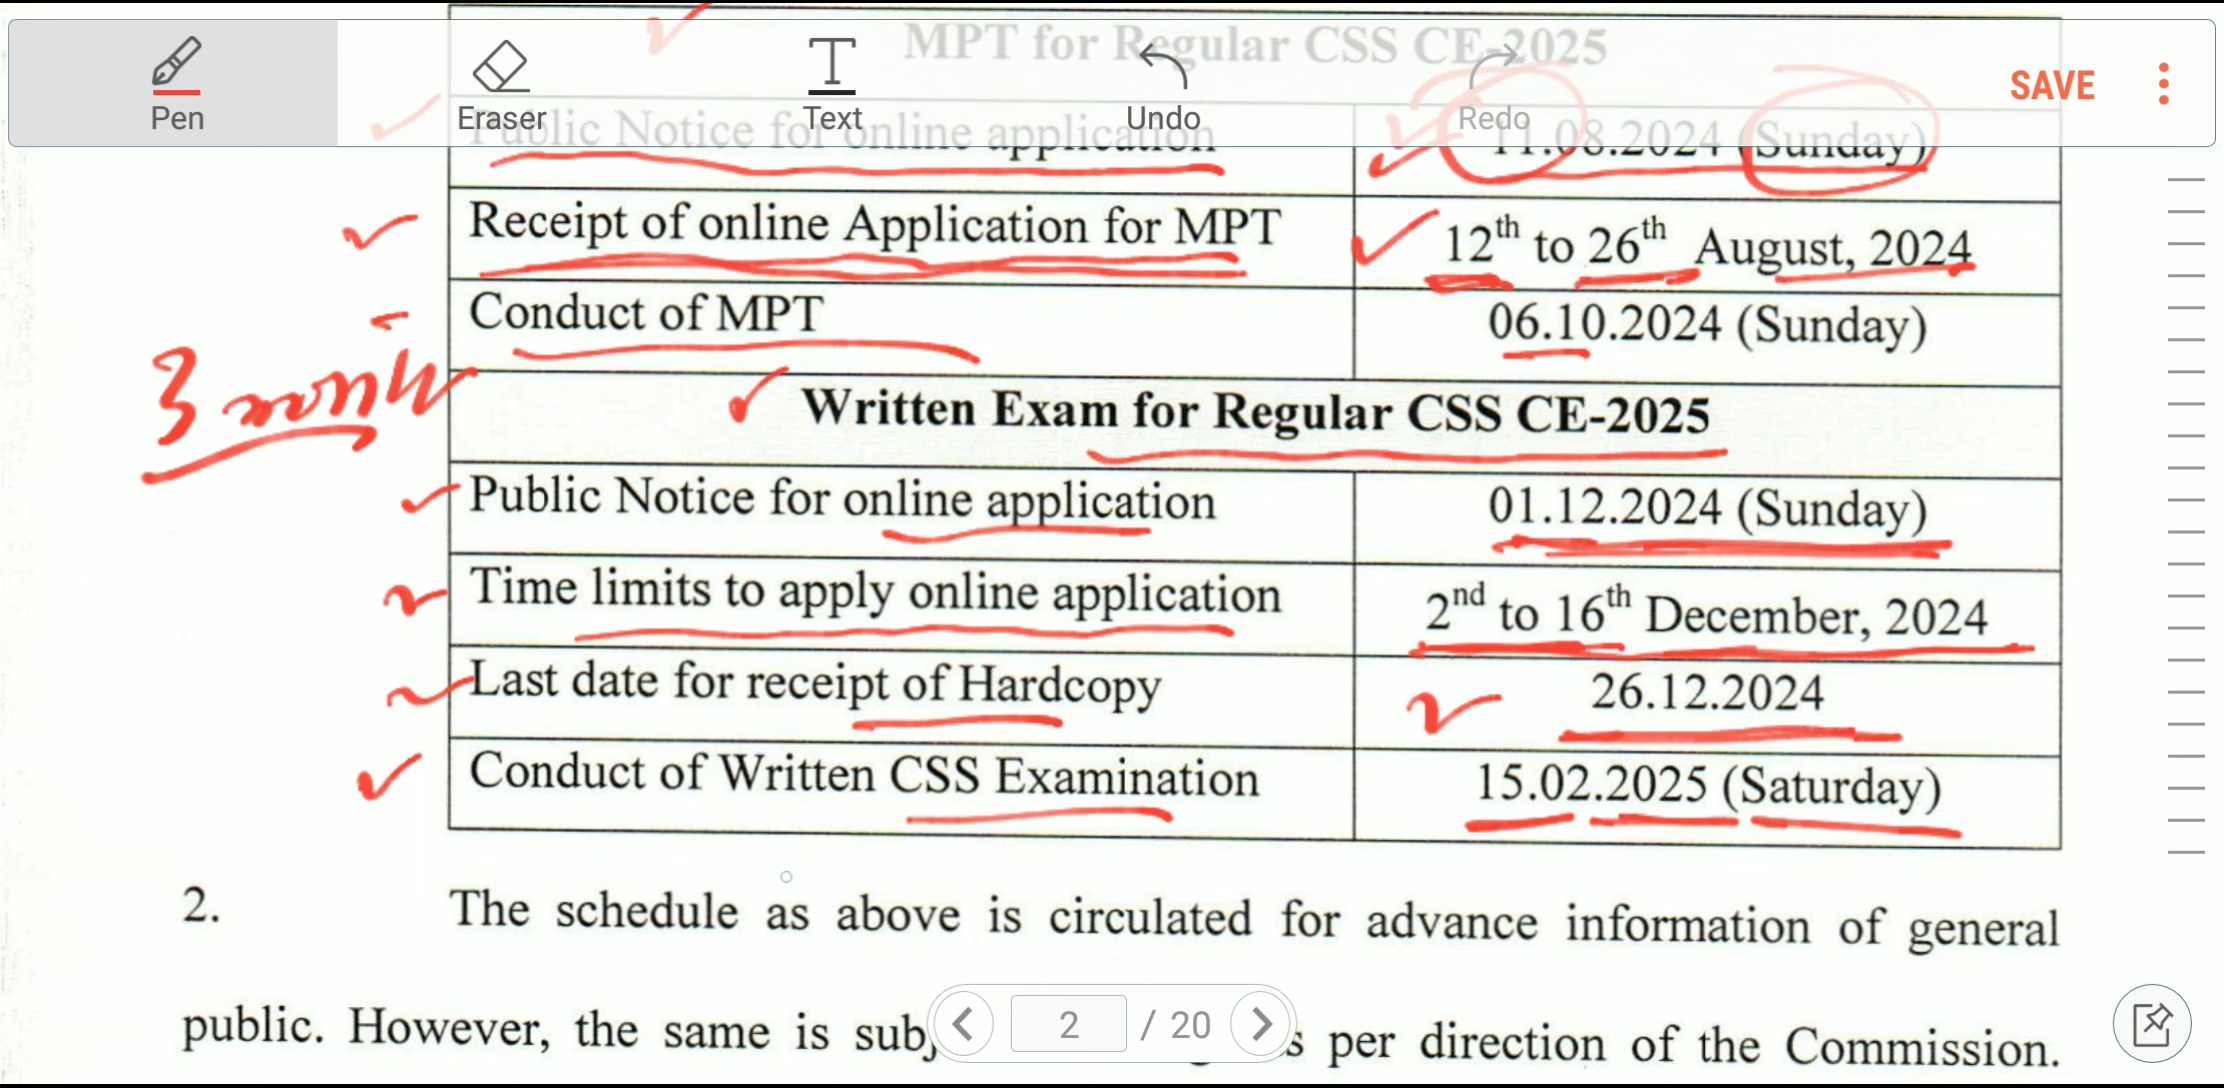 MPT for Regular CSS CE-2025
Pen
Eraser
Text
Undo
Redo
SAVE
Public Notice for online application 11.08.2024 (Sunday)
Receipt of online Application for MPT 12th to 26th August, 2024
Conduct of MPT 06.10.2024 (Sunday)
3 month
Written Exam for Regular CSS CE-2025
Public Notice for online application 01.12.2024 (Sunday)
Time limits to apply online application 2nd to 16th December, 2024
Last date for receipt of Hardcopy 26.12.2024
Conduct of Written CSS Examination 15.02.2025 (Saturday)
2. The schedule as above is circulated for advance information of general
public. However, the same is per direction of the Commission.
2 / 20